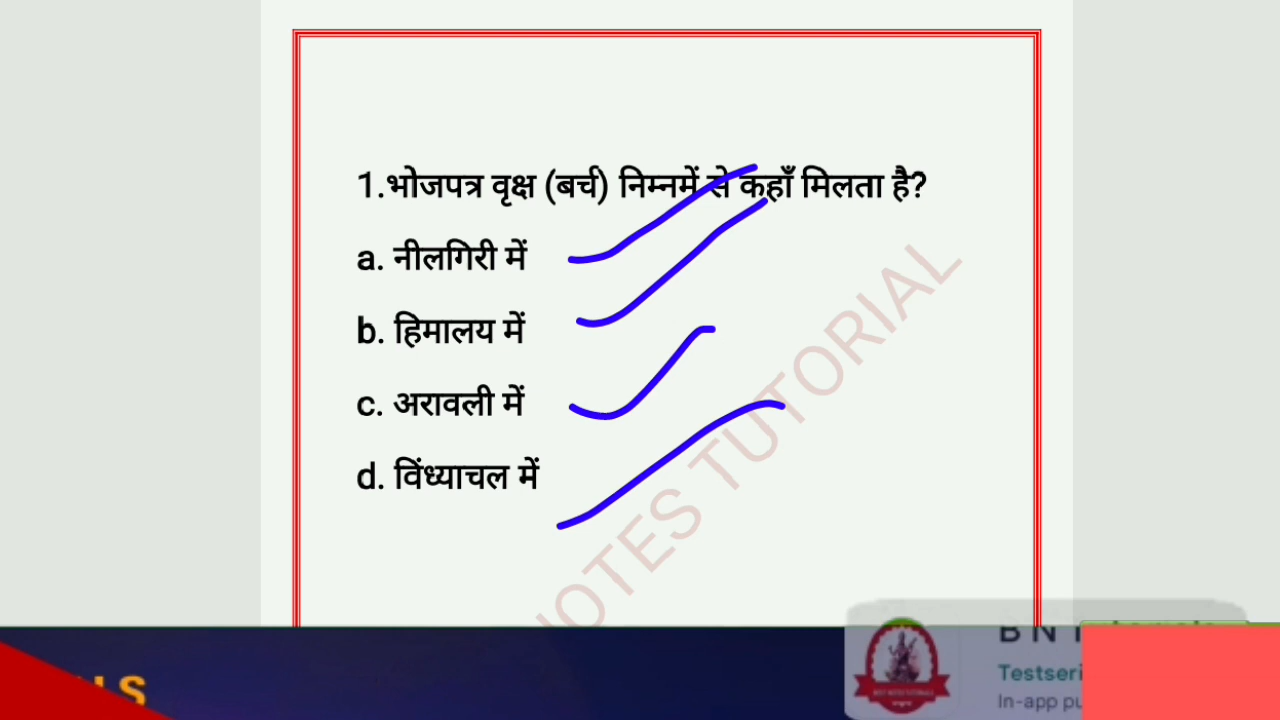 1.भोजपत्र वृक्ष (बर्च) निम्नमें से कहाँ मिलता है?
a. नीलगिरी में
b. हिमालय में
c. अरावली में
d. विंध्याचल में
NOTES TUTORIAL
B N
Testseri
In-app pu
S